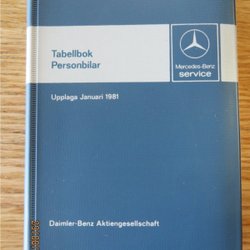 Tabellbok
Personbilar
Mercedes-Benz
service
Upplaga Januari 1981
Daimler-Benz Aktiengesellschaft